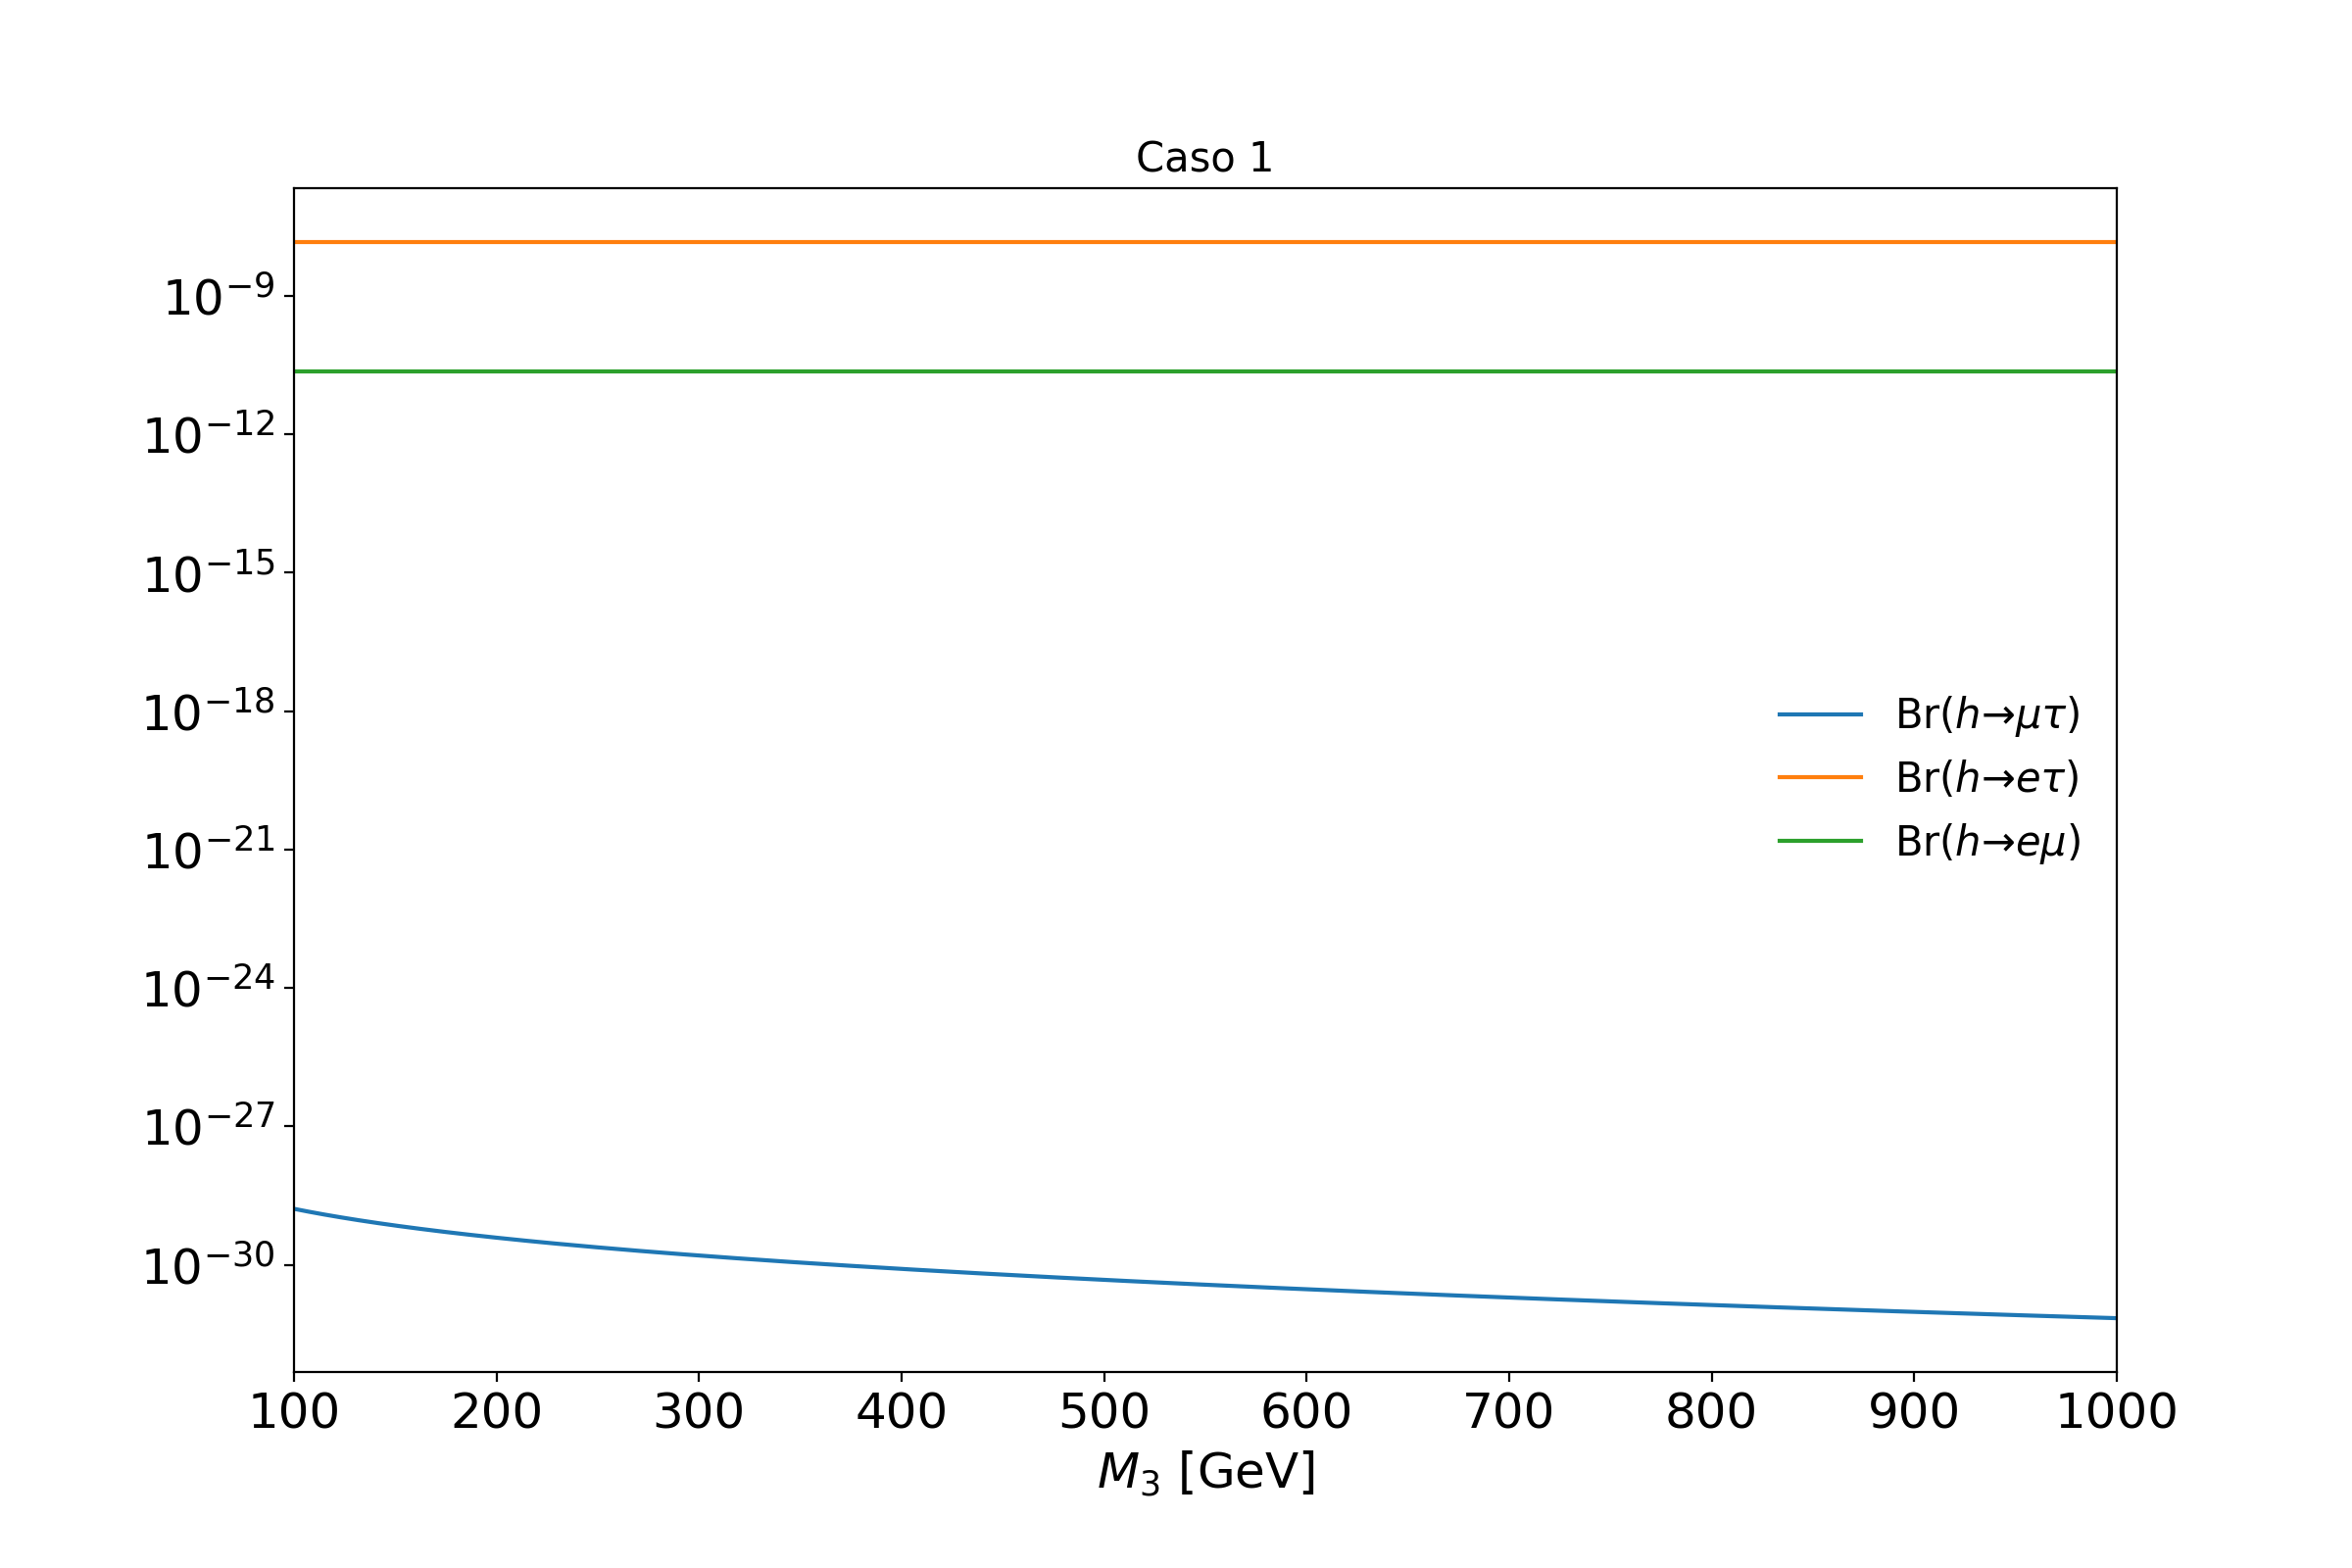 Caso 1
10⁻⁹
10⁻¹²
10⁻¹⁵
10⁻¹⁸
10⁻²¹
10⁻²⁴
10⁻²⁷
10⁻³⁰
Br(h→μτ)
Br(h→eτ)
Br(h→eμ)
100 200 300 400 500 600 700 800 900 1000
M₃ [GeV]